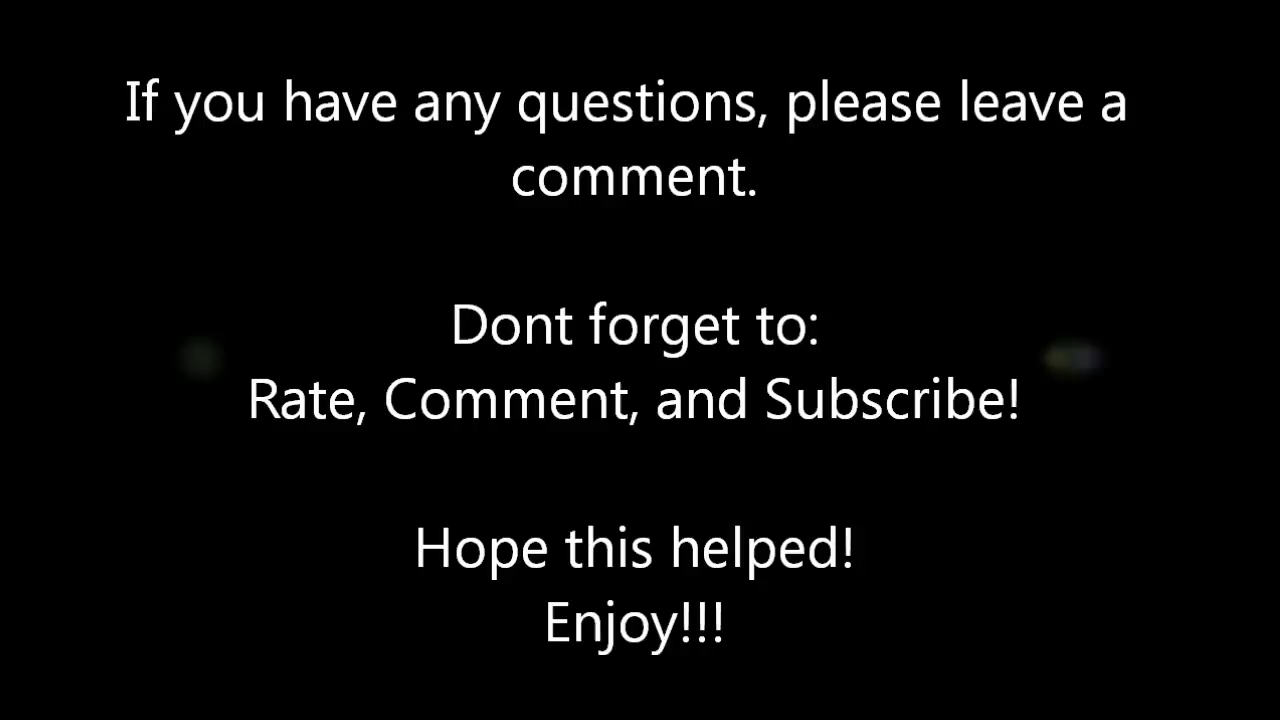 If you have any questions, please leave a
comment.
Dont forget to:
Rate, Comment, and Subscribe!
Hope this helped!
Enjoy!!!